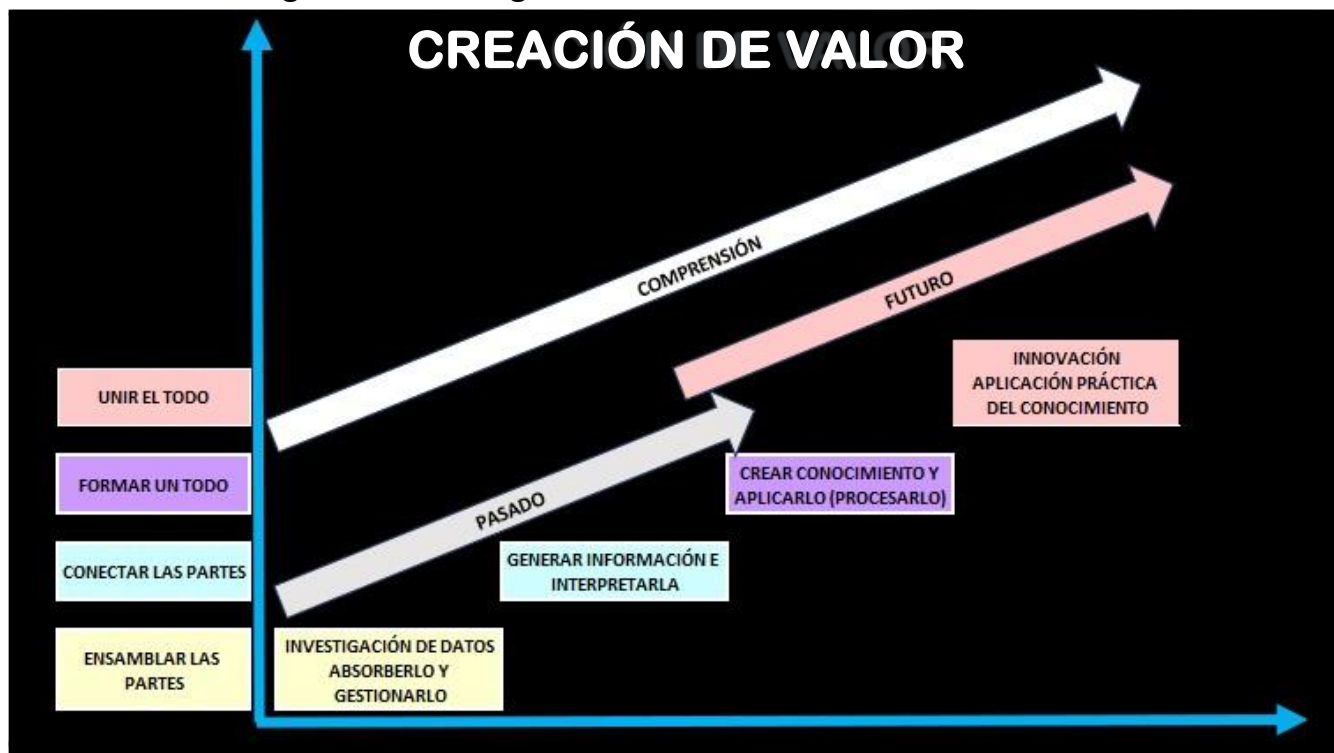 CREACIÓN DE VALOR
COMPRENSIÓN
FUTURO
PASADO
UNIR EL TODO
INNOVACIÓN
APLICACIÓN PRÁCTICA
DEL CONOCIMIENTO
FORMAR UN TODO
CREAR CONOCIMIENTO Y
APLICARLO (PROCESARLO)
CONECTAR LAS PARTES
GENERAR INFORMACIÓN E
INTERPRETARLA
ENSAMBLAR LAS
PARTES
INVESTIGACIÓN DE DATOS
ABSORBERLO Y
GESTIONARLO